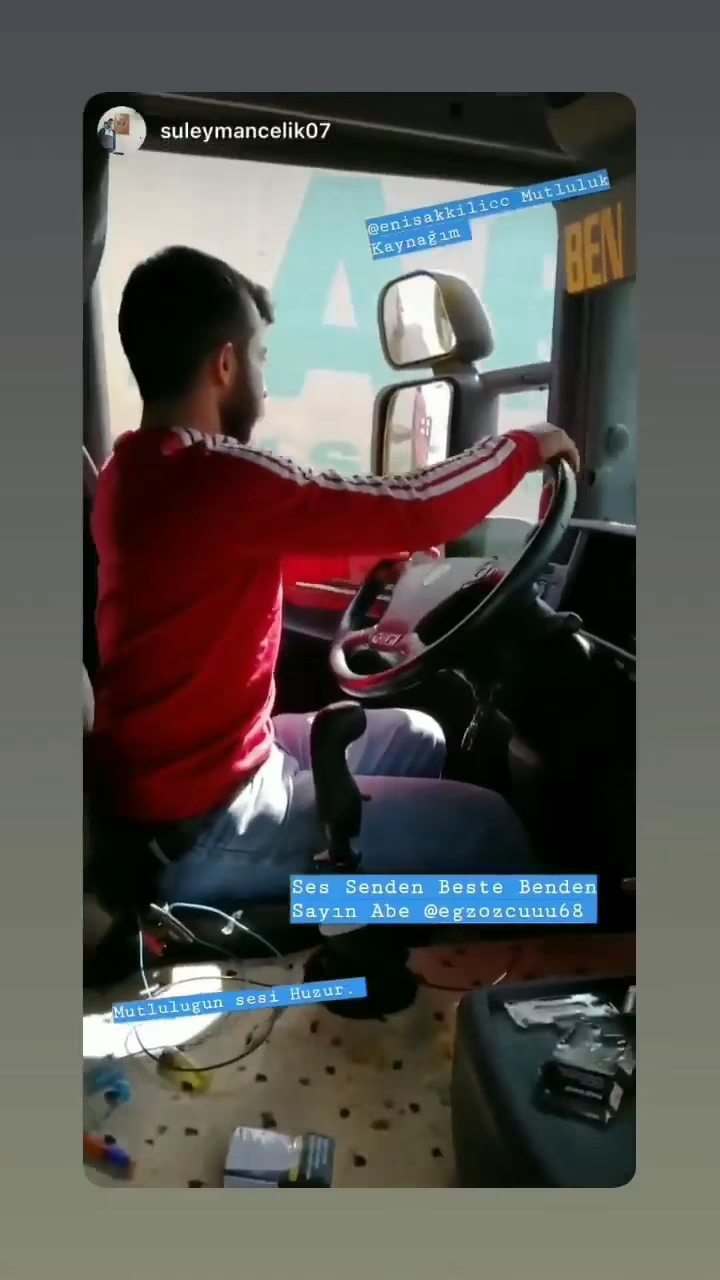 suleymancelik07
@enisakkilicc Mutluluk
Kaynağım
BEN
Ses Senden Beste Benden
Sayın Abe @egzozcuuu68
Mutlulugun sesi Huzur.